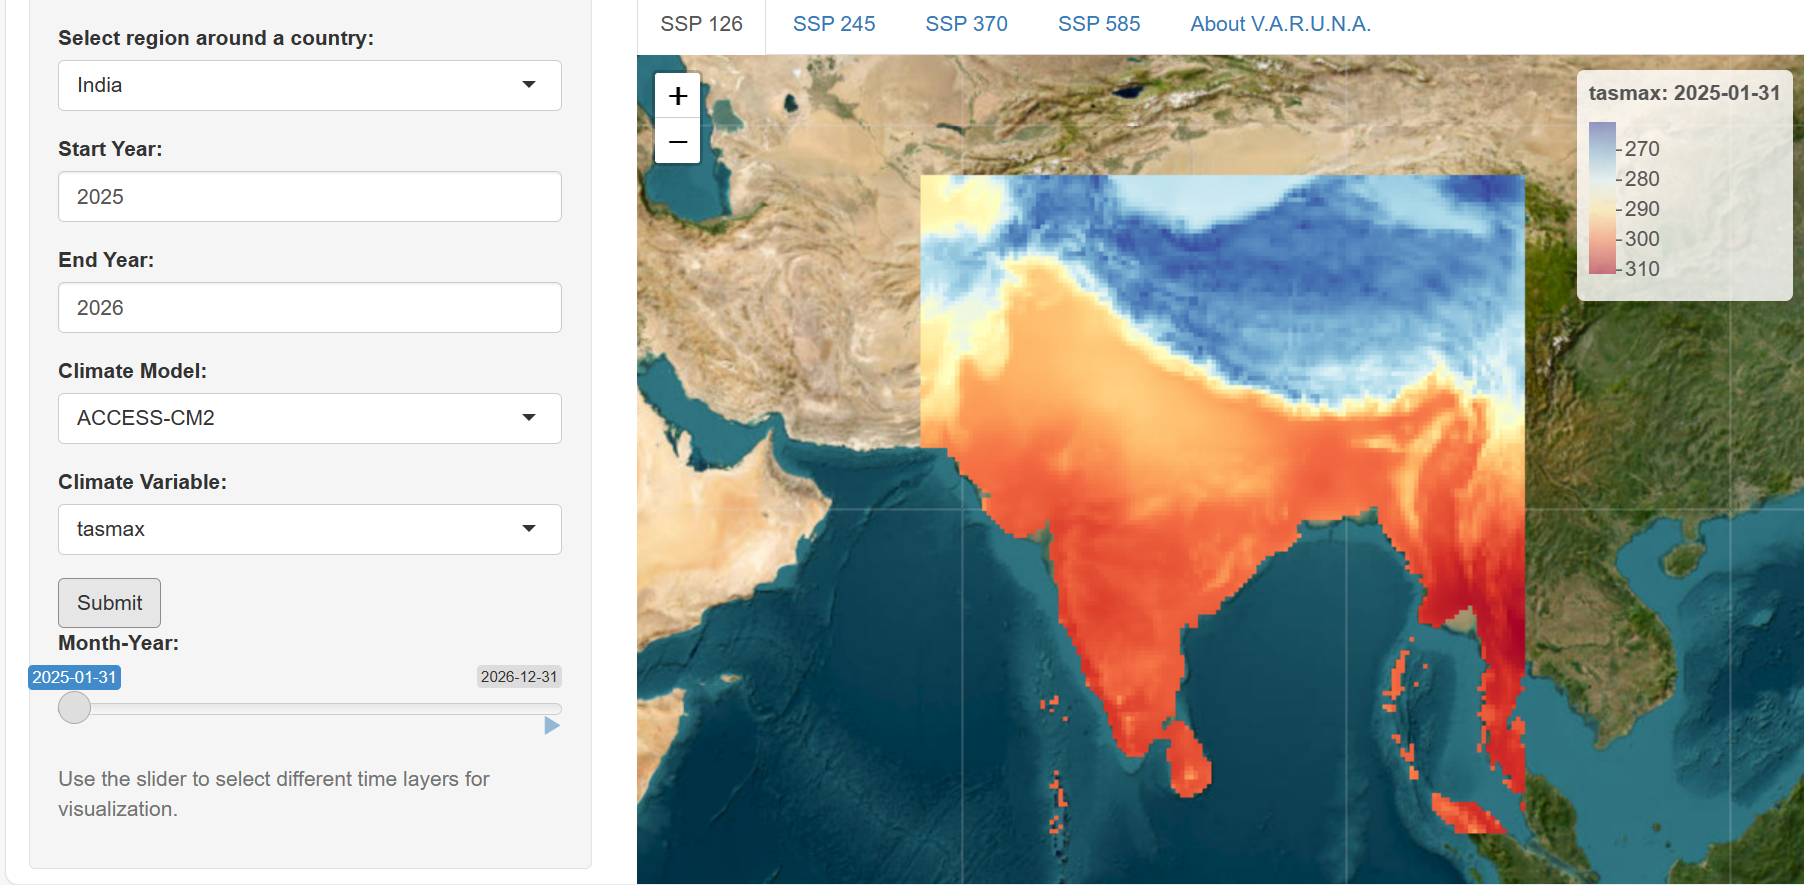 Select region around a country:
India
Start Year:
2025
End Year:
2026
Climate Model:
ACCESS-CM2
Climate Variable:
tasmax
Submit
Month-Year:
2025-01-31
2026-12-31
Use the slider to select different time layers for
visualization.
SSP 126
SSP 245
SSP 370
SSP 585
About V.A.R.U.N.A.
+
−
tasmax: 2025-01-31
270
280
290
300
310